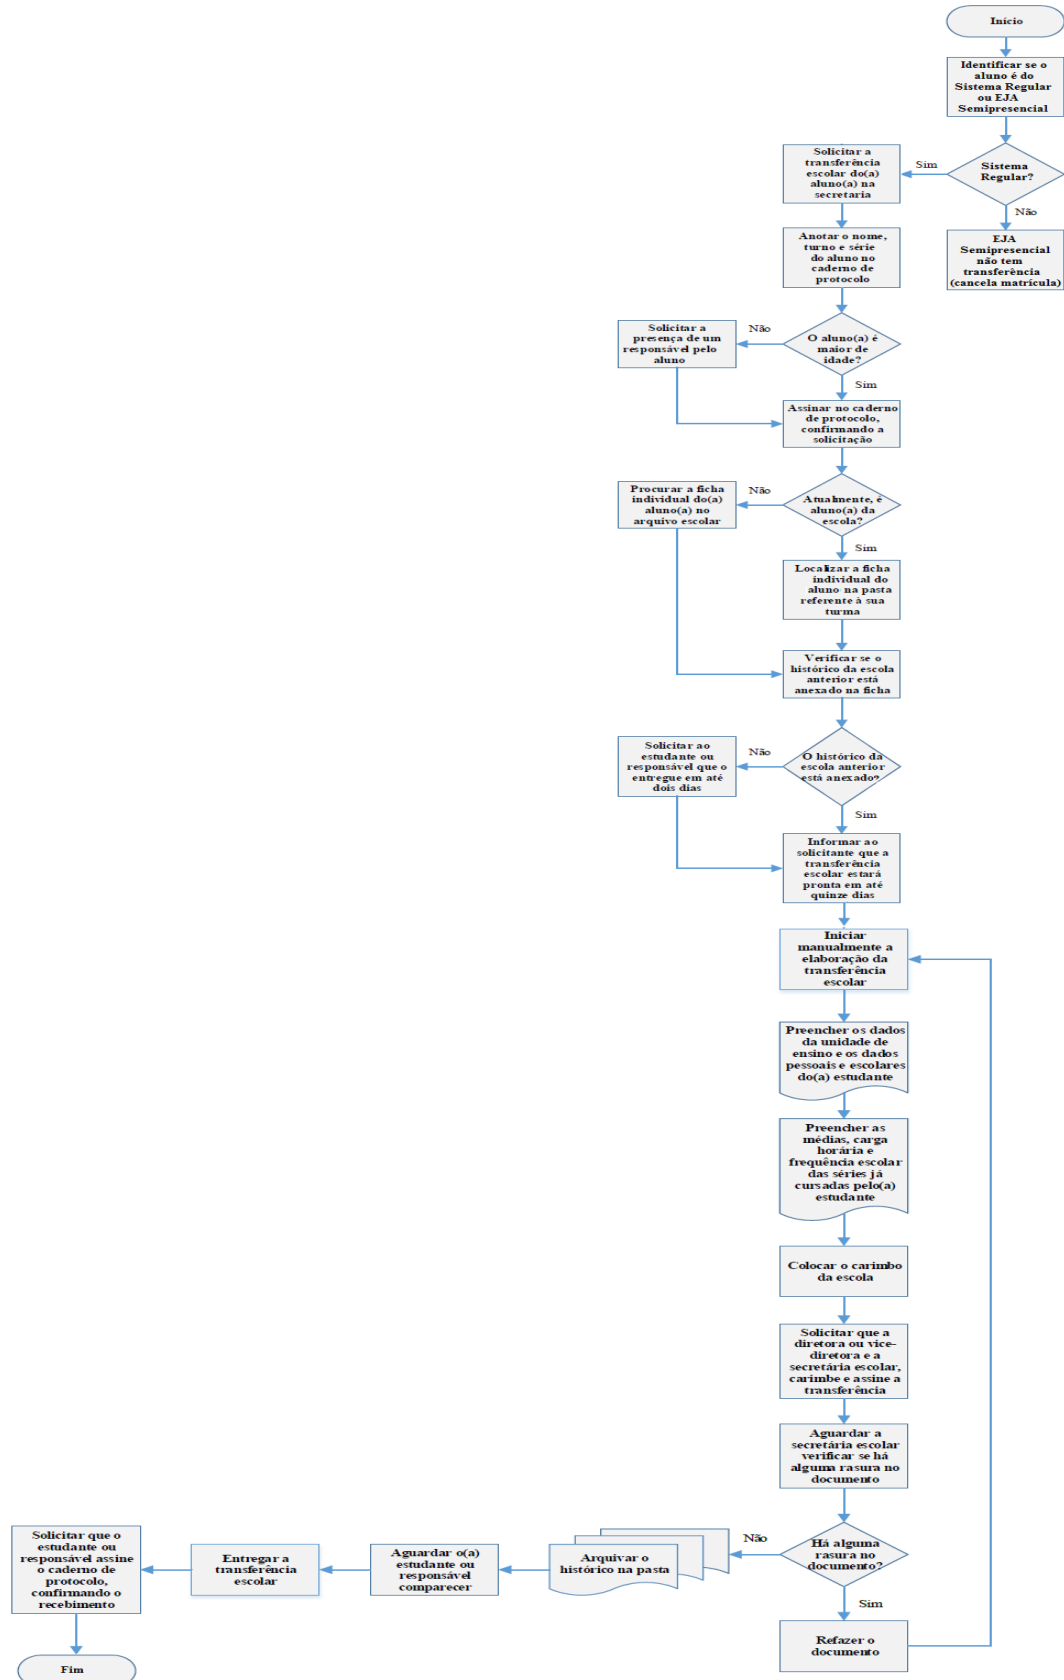 Início
Identificar se o
aluno é do
Sistema Regular
ou EJA
Semipresencial
Sistema
Regular?
Sim
Não
EJA
Semipresencial
não tem
transferência
(cancela matrícula)
Solicitar a
transferência
escolar do(a)
aluno(a) na
secretaria
Anotar o nome,
turno e série
do aluno no
caderno de
protocolo
O aluno(a) é
maior de
idade?
Não
Solicitar a
presença de um
responsável pelo
aluno
Sim
Assinar no caderno
de protocolo,
confirmando a
solicitação
Atualmente, é
aluno(a) da
escola?
Não
Procurar a ficha
individual do(a)
aluno(a) no
arquivo escolar
Sim
Localizar a ficha
individual do
aluno na pasta
referente à sua
turma
Verificar se o
histórico da escola
anterior está
anexado na ficha
O histórico da
escola anterior
está anexado?
Não
Solicitar ao
estudante ou
responsável que o
entregue em até
dois dias
Sim
Informar ao
solicitante que a
transferência
escolar estará
pronta em até
quinze dias
Iniciar
manualmente a
elaboração da
transferência
escolar
Preencher os dados
da unidade de
ensino e os dados
pessoais e escolares
do(a) estudante
Preencher as
médias, carga
horária e
frequência escolar
das séries já
cursadas pelo(a)
estudante
Colocar o carimbo
da escola
Solicitar que a
diretora ou vice-
diretora e a
secretária escolar,
carimbe e assine a
transferência
Aguardar a
secretária escolar
verificar se há
alguma rasura no
documento
Há alguma
rasura no
documento?
Sim
Refazer o
documento
Não
Arquivar o
histórico na pasta
Aguardar o(a)
estudante ou
responsável
comparecer
Entregar a
transferência
escolar
Solicitar que o
estudante ou
responsável assine
o caderno de
protocolo,
confirmando o
recebimento
Fim